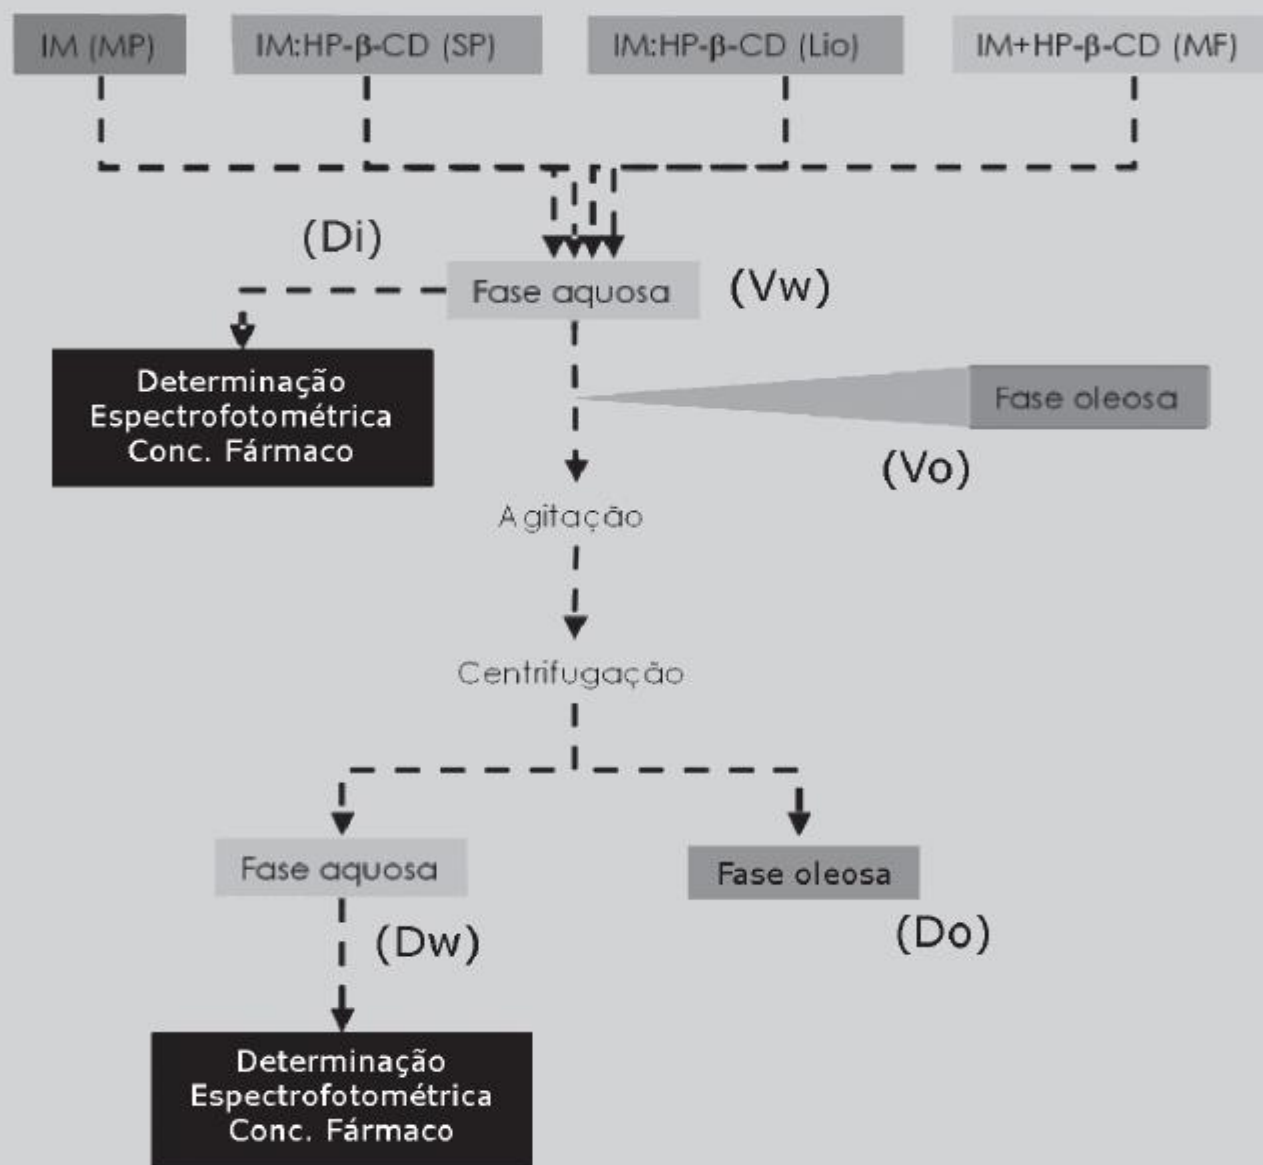 IM (MP)
IM:HP-β-CD (SP)
IM:HP-β-CD (Lio)
IM+HP-β-CD (MF)
(Di)
Fase aquosa
(Vw)
Determinação
Espectrofotométrica
Conc. Fármaco
Fase oleosa
(Vo)
Agitação
Centrifugação
Fase aquosa
Fase oleosa
(Dw)
(Do)
Determinação
Espectrofotométrica
Conc. Fármaco